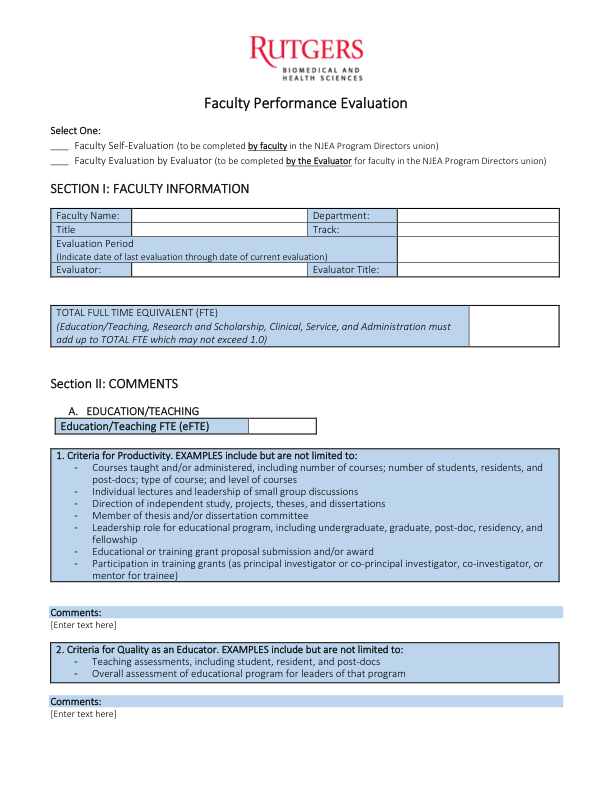 RUTGERS
BIOMEDICAL AND
HEALTH SCIENCES
Faculty Performance Evaluation
Select One:
___ Faculty Self-Evaluation (to be completed by faculty in the NJEA Program Directors union)
___ Faculty Evaluation by Evaluator (to be completed by the Evaluator for faculty in the NJEA Program Directors union)
SECTION I: FACULTY INFORMATION
Faculty Name: Department:
Title Track:
Evaluation Period
(Indicate date of last evaluation through date of current evaluation)
Evaluator: Evaluator Title:
TOTAL FULL TIME EQUIVALENT (FTE)
(Education/Teaching, Research and Scholarship, Clinical, Service, and Administration must
add up to TOTAL FTE which may not exceed 1.0)
Section II: COMMENTS
A. EDUCATION/TEACHING
Education/Teaching FTE (eFTE)
1. Criteria for Productivity. EXAMPLES include but are not limited to:
- Courses taught and/or administered, including number of courses; number of students, residents, and
post-docs; type of course; and level of courses
- Individual lectures and leadership of small group discussions
- Direction of independent study, projects, theses, and dissertations
- Member of thesis and/or dissertation committee
- Leadership role for educational program, including undergraduate, graduate, post-doc, residency, and
fellowship
- Educational or training grant proposal submission and/or award
- Participation in training grants (as principal investigator or co-principal investigator, co-investigator, or
mentor for trainee)
Comments:
[Enter text here]
2. Criteria for Quality as an Educator. EXAMPLES include but are not limited to:
- Teaching assessments, including student, resident, and post-docs
- Overall assessment of educational program for leaders of that program
Comments:
[Enter text here]